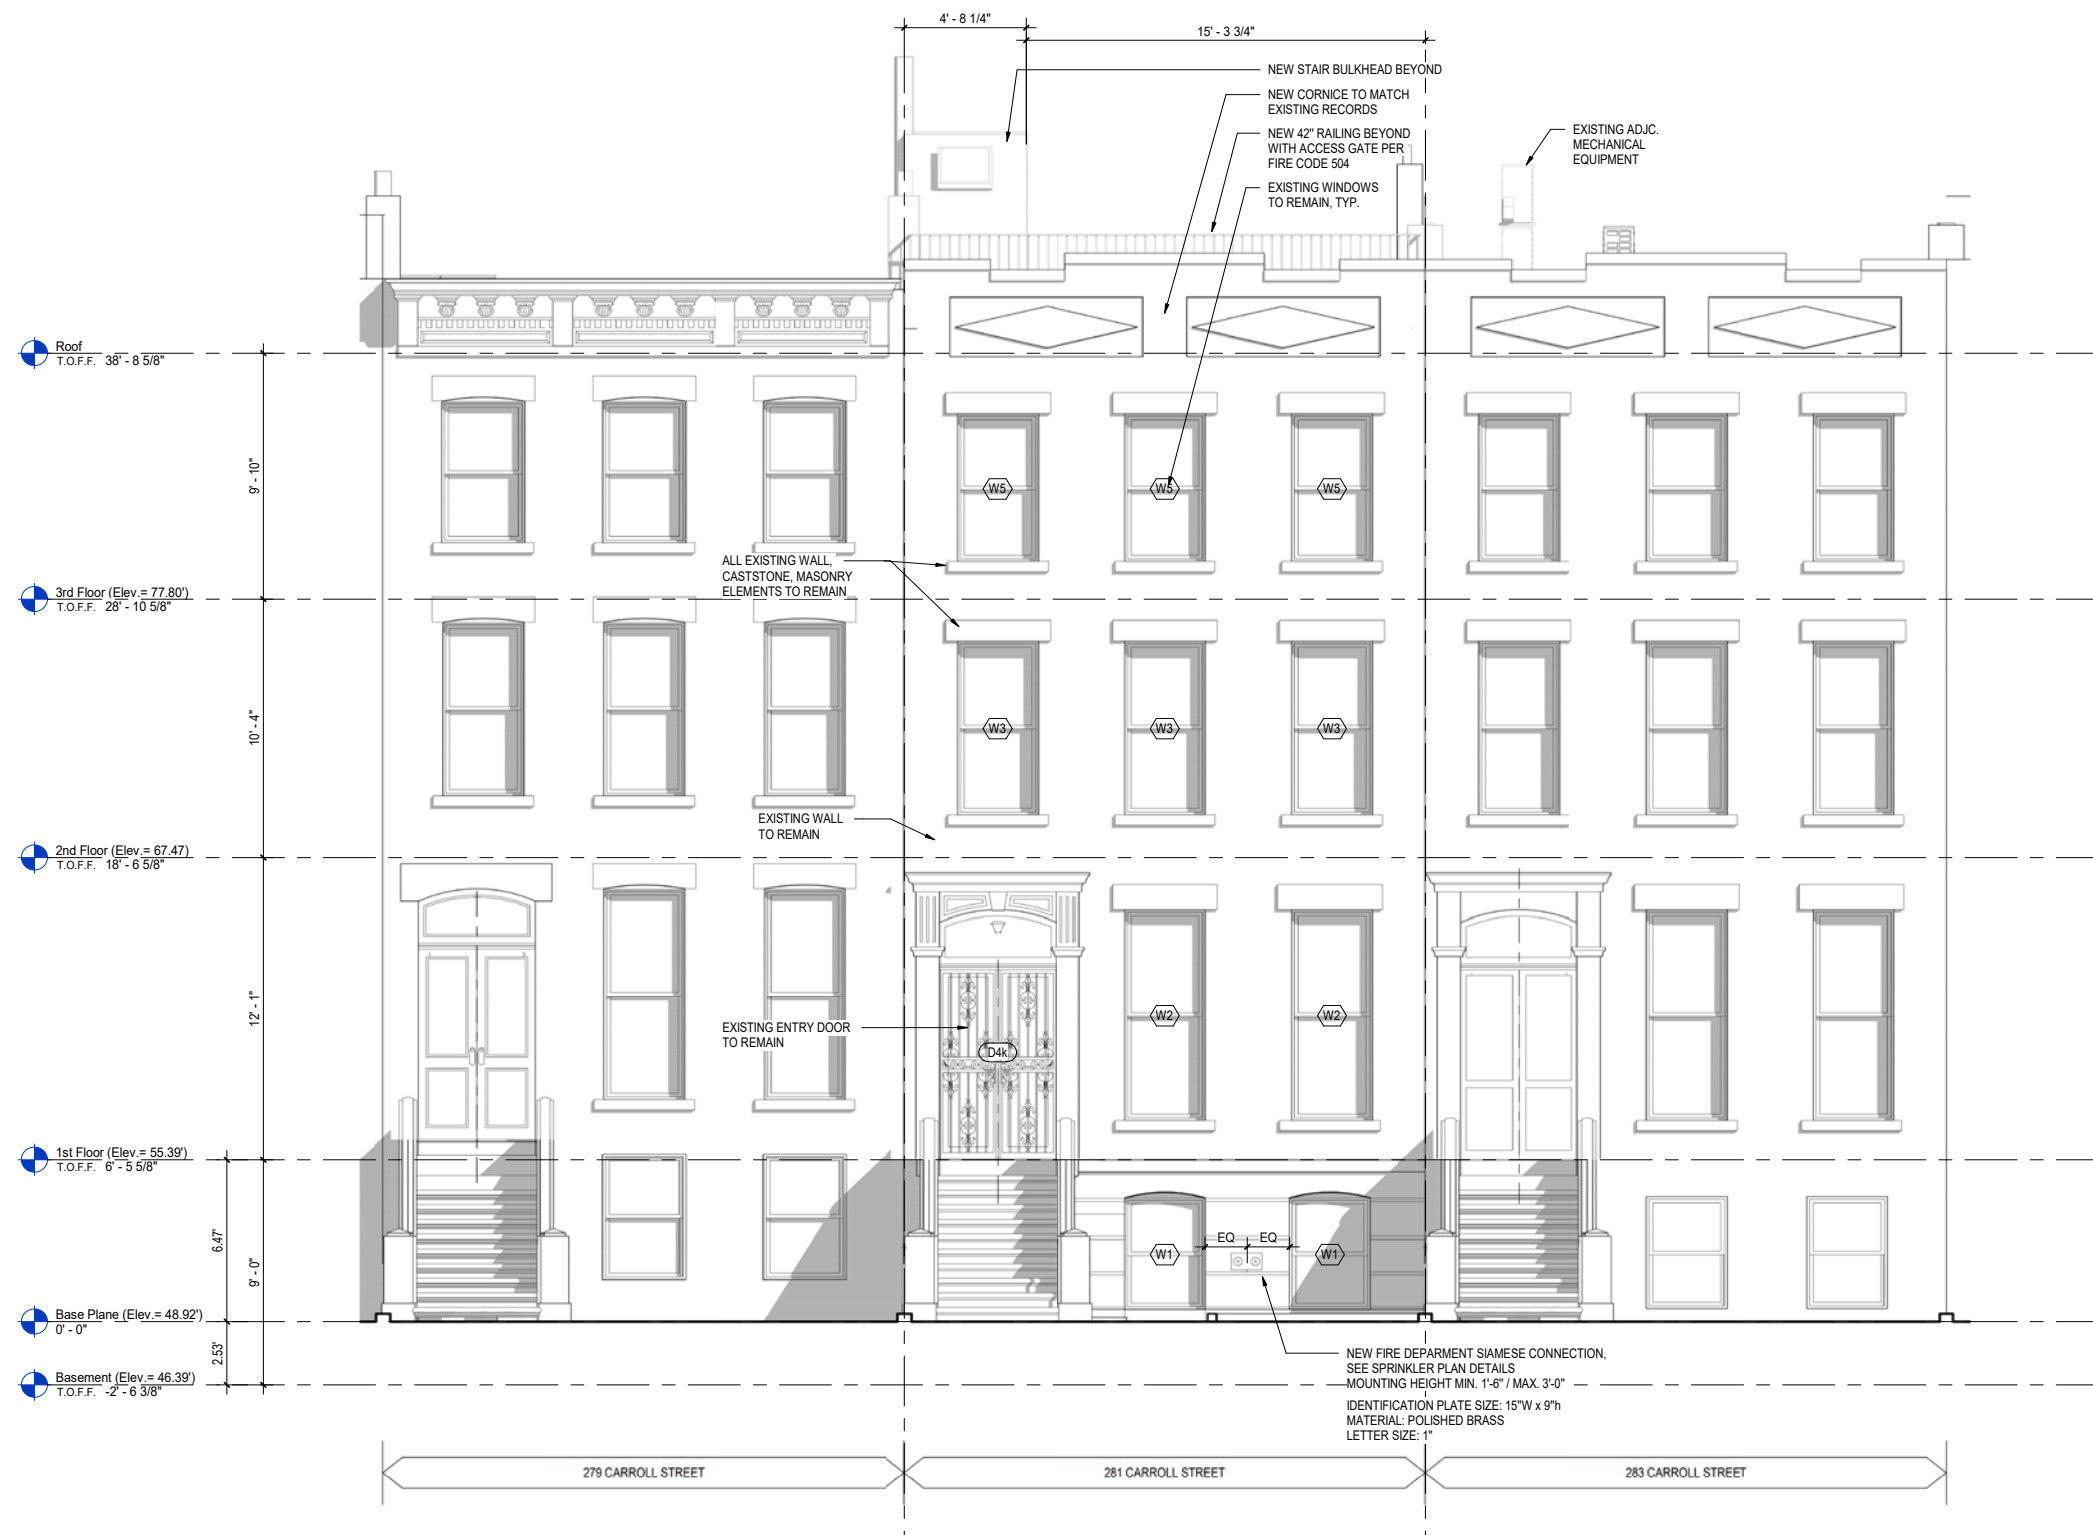 4' - 8 1/4"
15' - 3 3/4"
NEW STAIR BULKHEAD BEYOND
NEW CORNICE TO MATCH
EXISTING RECORDS
NEW 42" RAILING BEYOND
WITH ACCESS GATE PER
FIRE CODE 504
EXISTING WINDOWS
TO REMAIN, TYP.
EXISTING ADJC.
MECHANICAL
EQUIPMENT
Roof
T.O.F.F. 38' - 8 5/8"
9' - 10"
W5
W5
W5
ALL EXISTING WALL,
CASTSTONE, MASONRY
ELEMENTS TO REMAIN
3rd Floor (Elev.= 77.80')
T.O.F.F. 28' - 10 5/8"
10' - 4"
W3
W3
W3
EXISTING WALL
TO REMAIN
2nd Floor (Elev.= 67.47)
T.O.F.F. 18' - 6 5/8"
12' - 1"
W2
W2
EXISTING ENTRY DOOR
TO REMAIN
D4k
1st Floor (Elev.= 55.39')
T.O.F.F. 6' - 5 5/8"
6.47'
9' - 0"
EQ
EQ
W1
W1
Base Plane (Elev.= 48.92')
0' - 0"
2.53'
NEW FIRE DEPARMENT SIAMESE CONNECTION,
SEE SPRINKLER PLAN DETAILS
MOUNTING HEIGHT MIN. 1'-6" / MAX. 3'-0"
IDENTIFICATION PLATE SIZE: 15"W x 9"h
MATERIAL: POLISHED BRASS
LETTER SIZE: 1"
Basement (Elev.= 46.39')
T.O.F.F. -2' - 6 3/8"
279 CARROLL STREET
281 CARROLL STREET
283 CARROLL STREET